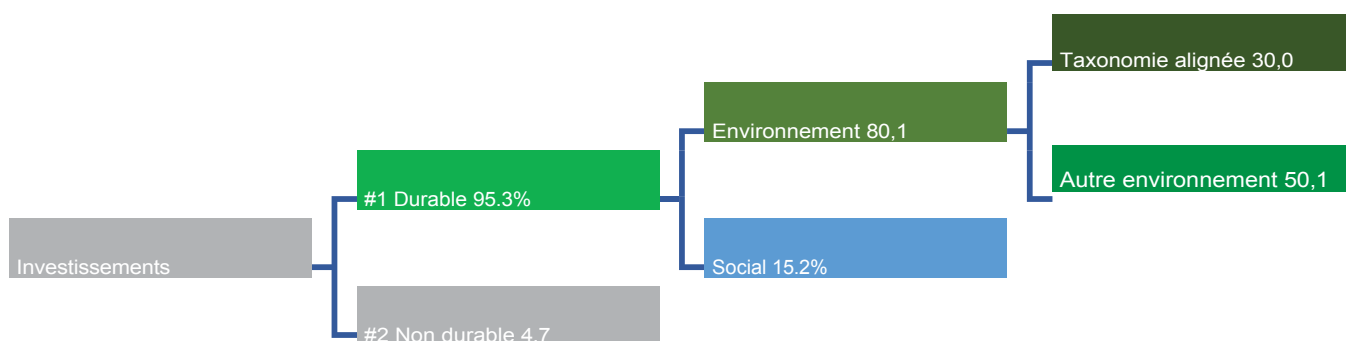 Taxonomie alignée 30,0
Environnement 80,1
Autre environnement 50,1
#1 Durable 95.3%
Investissements
Social 15.2%
#2 Non durable 4.7